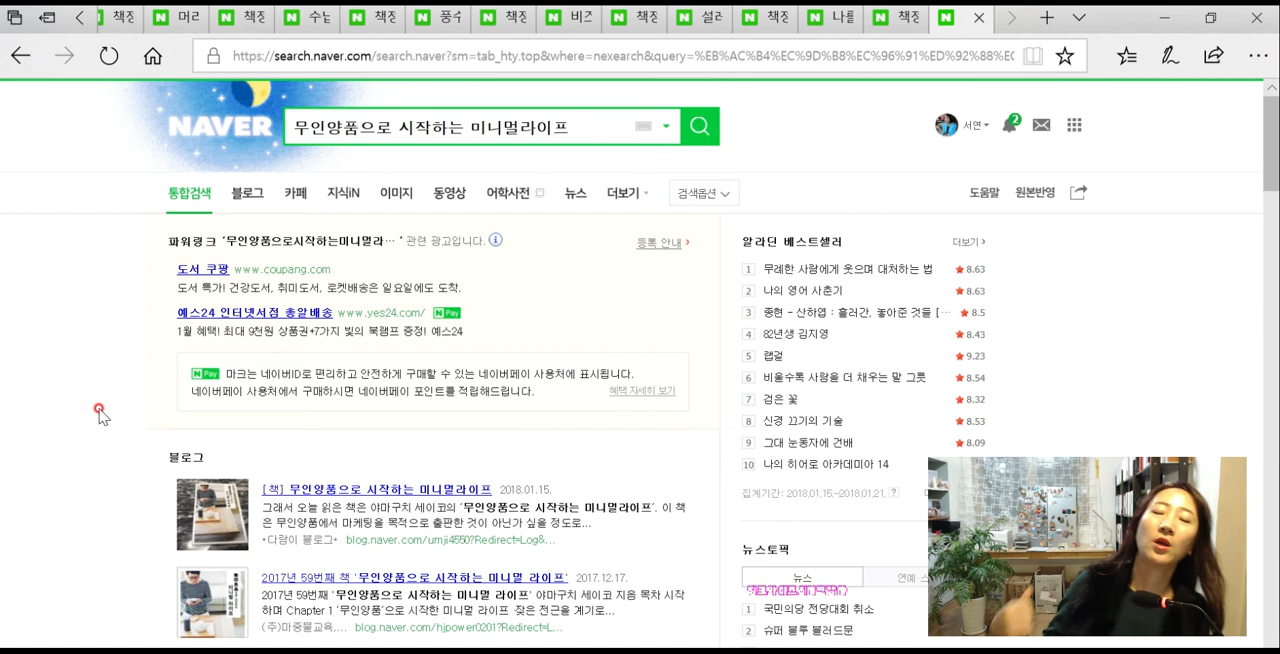 책정
머리
책정
수납
책정
풍수
책정
비즈
책정
설리
책정
나를
책정
https://search.naver.com/search.naver?sm=tab_hty.top&where=nexearch&query=%EB%AC%B4%EC%9D%B8%EC%96%91%ED%92%88%EC%
NAVER
무인양품으로 시작하는 미니멀라이프
서연
2
통합검색 블로그 카페 지식iN 이미지 동영상 어학사전 뉴스 더보기 검색옵션 도움말 원본반영
파워링크 '무인양품으로시작하는미니멀라…' 관련 광고입니다. 등록 안내
도서 쿠팡 www.coupang.com
도서 특가! 건강도서, 취미도서, 로켓배송은 일요일에도 도착.
예스24 인터넷서점 총알배송 www.yes24.com/ N Pay
1월 혜택! 최대 9천원 상품권+7가지 빛의 북램프 증정! 예스24
N Pay 마크는 네이버ID로 편리하고 안전하게 구매할 수 있는 네이버페이 사용처에 표시됩니다.
네이버페이 사용처에서 구매하시면 네이버페이 포인트를 적립해드립니다. 혜택 자세히 보기
블로그
[책] 무인양품으로 시작하는 미니멀라이프 2018.01.15.
그래서 오늘 읽은 책은 야마구치 세이코의 '무인양품으로 시작하는 미니멀라이프'. 이 책
은 무인양품에서 마케팅을 목적으로 출판한 것이 아닌가 싶을 정도로...
*다람이 블로그* blog.naver.com/umji4550?Redirect=Log&...
2017년 59번째 책 '무인양품으로 시작하는 미니멀 라이프' 2017.12.17.
2017년 59번째 '무인양품으로 시작하는 미니멀 라이프' 야마구치 세이코 지음 목차 시작
하며 Chapter 1 '무인양품'으로 시작한 미니멀 라이프 잦은 전근을 계기로...
(주)마중물교육,... blog.naver.com/hjpower0201?Redirect=L...
알라딘 베스트셀러 더보기
1 무례한 사람에게 웃으며 대처하는 법 8.63
2 나의 영어 사춘기 8.63
3 종현 - 산하엽 : 흘러간, 놓아준 것들 [… 8.5
4 82년생 김지영 8.43
5 랩걸 9.23
6 비울수록 사람을 더 채우는 말 그릇 8.54
7 검은 꽃 8.32
8 신경 끄기의 기술 8.53
9 그대 눈동자에 건배 8.09
10 나의 히어로 아카데미아 14
집계기간: 2018.01.15.~2018.01.21. ?
뉴스토픽
뉴스 연예
1 국민의당 전당대회 취소
2 슈퍼 블루 블러드문